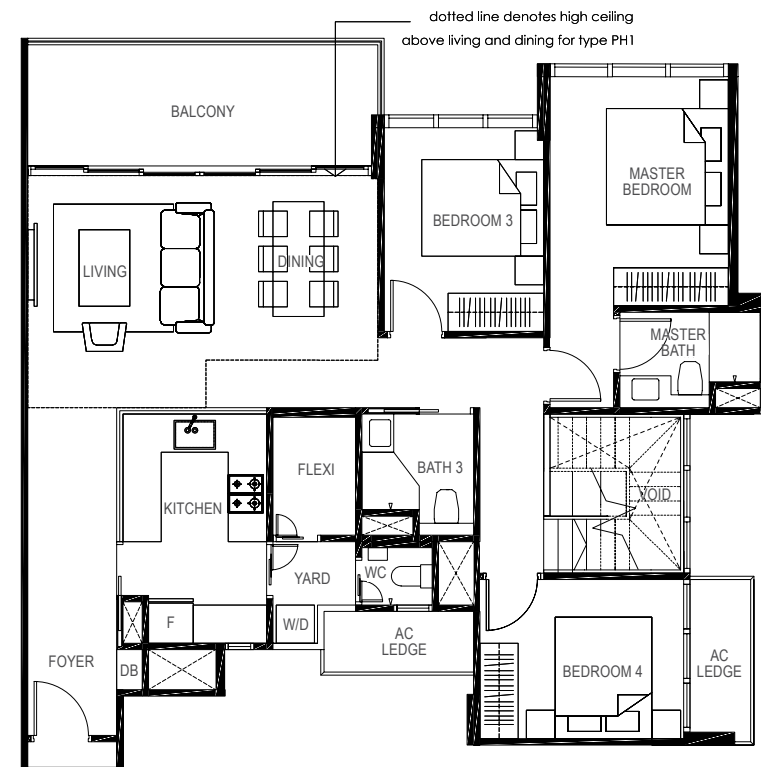 dotted line denotes high ceiling
above living and dining for type PH1
BALCONY
MASTER
BEDROOM
BEDROOM 3
LIVING
DINING
MASTER
BATH
FLEXI
BATH 3
KITCHEN
VOID
YARD
WC
F
W/D
AC
LEDGE
FOYER
DB
BEDROOM 4
AC
LEDGE